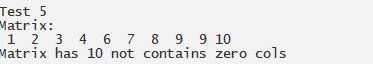 Test 5
Matrix:
 1  2  3  4  6  7  8  9  9 10
Matrix has 10 not contains zero cols